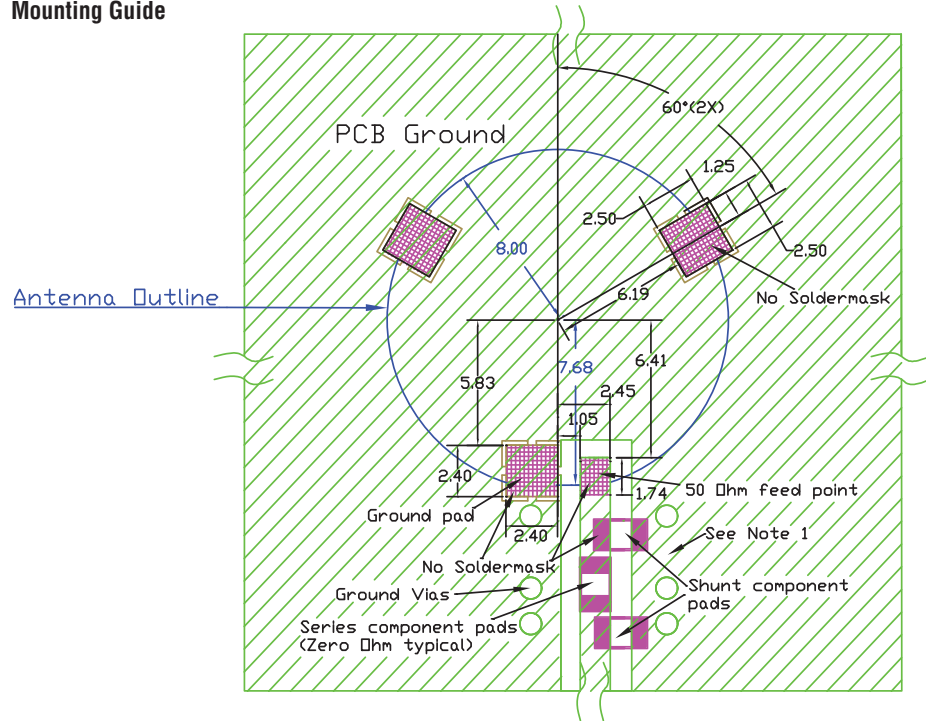 Mounting Guide
60°(2X)
PCB Ground
1.25
2.50
8.00
2.50
6.19
No Soldermask
Antenna Outline
7.68
6.41
5.83
2.45
1.05
2.40
1.74
50 Ohm feed point
Ground pad
2.40
See Note 1
No Soldermask
Ground Vias
Shunt component
pads
Series component pads
(Zero Ohm typical)